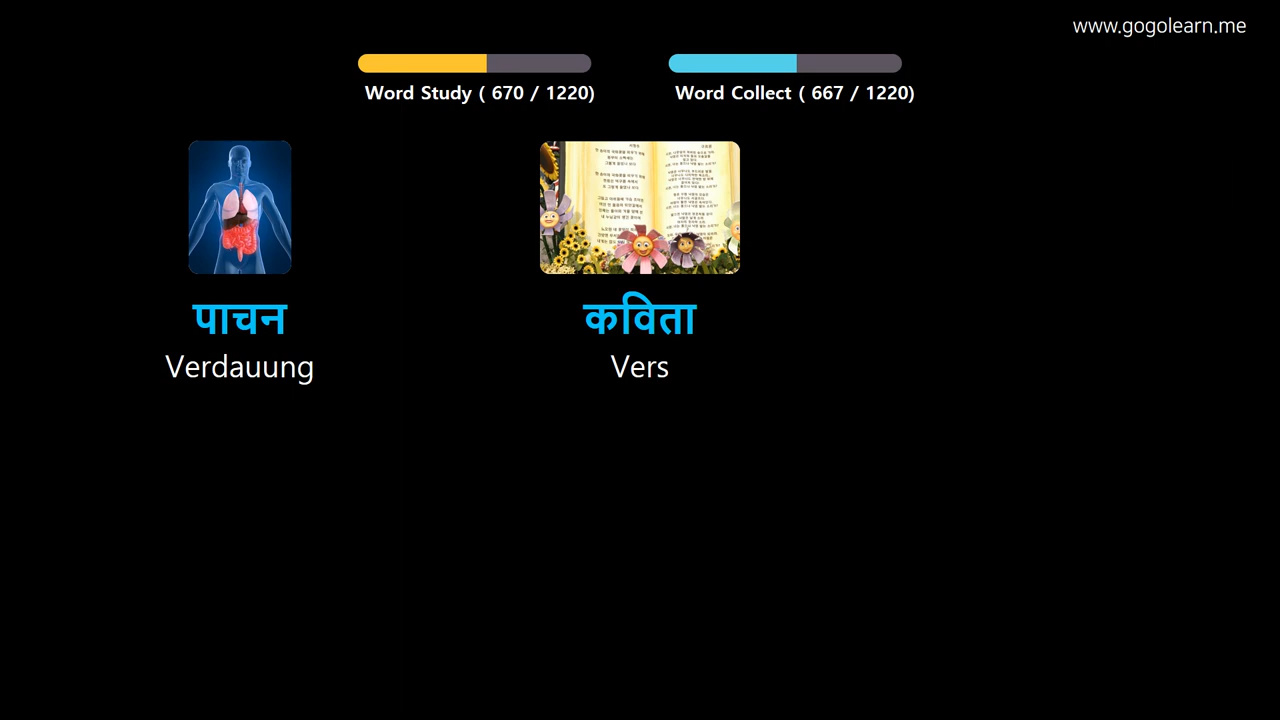 www.gogolearn.me
Word Study ( 670 / 1220)
Word Collect ( 667 / 1220)
पाचन
Verdauung
कविता
Vers